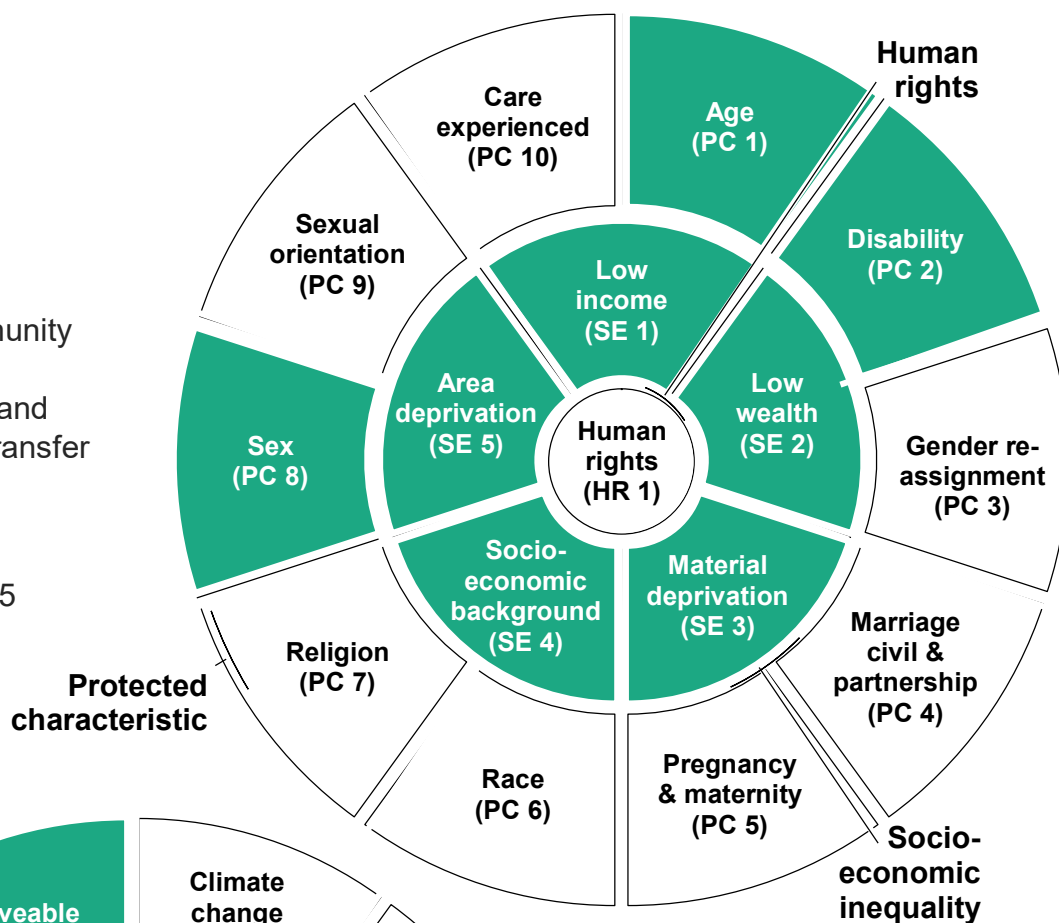 Human
rights
Care
experienced
(PC 10)
Age
(PC 1)
Sexual
orientation
(PC 9)
Disability
(PC 2)
Low
income
(SE 1)
and
Area
deprivation
(SE 5)
Low
wealth
(SE 2)
Sex
(PC 8)
Human
rights
(HR 1)
Gender re-
assignment
(PC 3)
5
Socio-
economic
background
(SE 4)
Material
deprivation
(SE 3)
Religion
(PC 7)
Marriage
civil &
partnership
(PC 4)
Protected
characteristic
Race
(PC 6)
Pregnancy
& maternity
(PC 5)
Socio-
economic
inequality
Climate
change